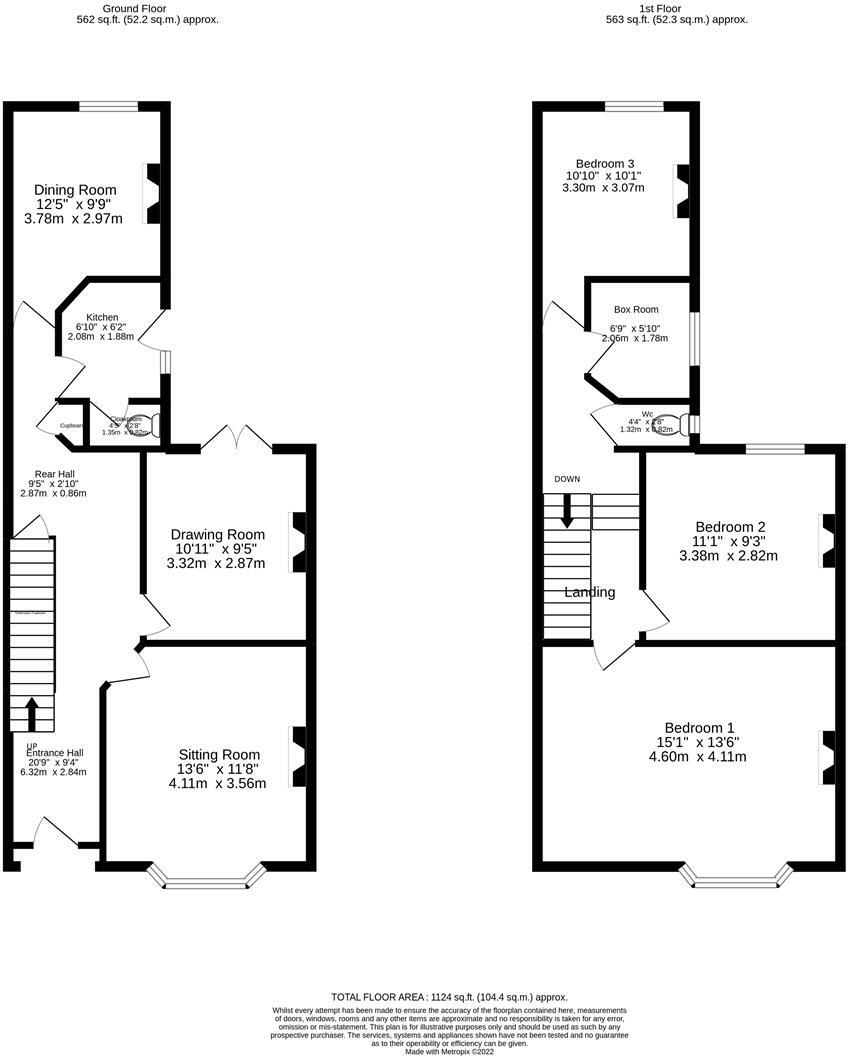 Ground Floor
562 sq.ft. (52.2 sq.m.) approx.
1st Floor
563 sq.ft. (52.3 sq.m.) approx.
Dining Room
12'5" x 9'9"
3.78m x 2.97m
Kitchen
6'10" x 6'2"
2.08m x 1.88m
Cloakroom
4'5" x 2'8"
1.35m x 0.82m
Cupboard
Rear Hall
9'5" x 2'10"
2.87m x 0.86m
Drawing Room
10'11" x 9'5"
3.32m x 2.87m
Understairs Cupboard
UP
Entrance Hall
20'9" x 9'4"
6.32m x 2.84m
Sitting Room
13'6" x 11'8"
4.11m x 3.56m
Bedroom 3
10'10" x 10'1"
3.30m x 3.07m
Box Room
6'9" x 5'10"
2.06m x 1.78m
Wc
4'4" x 2'8"
1.32m x 0.82m
DOWN
Bedroom 2
11'1" x 9'3"
3.38m x 2.82m
Landing
Bedroom 1
15'1" x 13'6"
4.60m x 4.11m
TOTAL FLOOR AREA : 1124 sq.ft. (104.4 sq.m.) approx.
Whilst every attempt has been made to ensure the accuracy of the floorplan contained here, measurements
of doors, windows, rooms and any other items are approximate and no responsibility is taken for any error,
omission or mis-statement. This plan is for illustrative purposes only and should be used as such by any
prospective purchaser. The services, systems and appliances shown have not been tested and no guarantee
as to their operability or efficiency can be given.
Made with Metropix ©2022